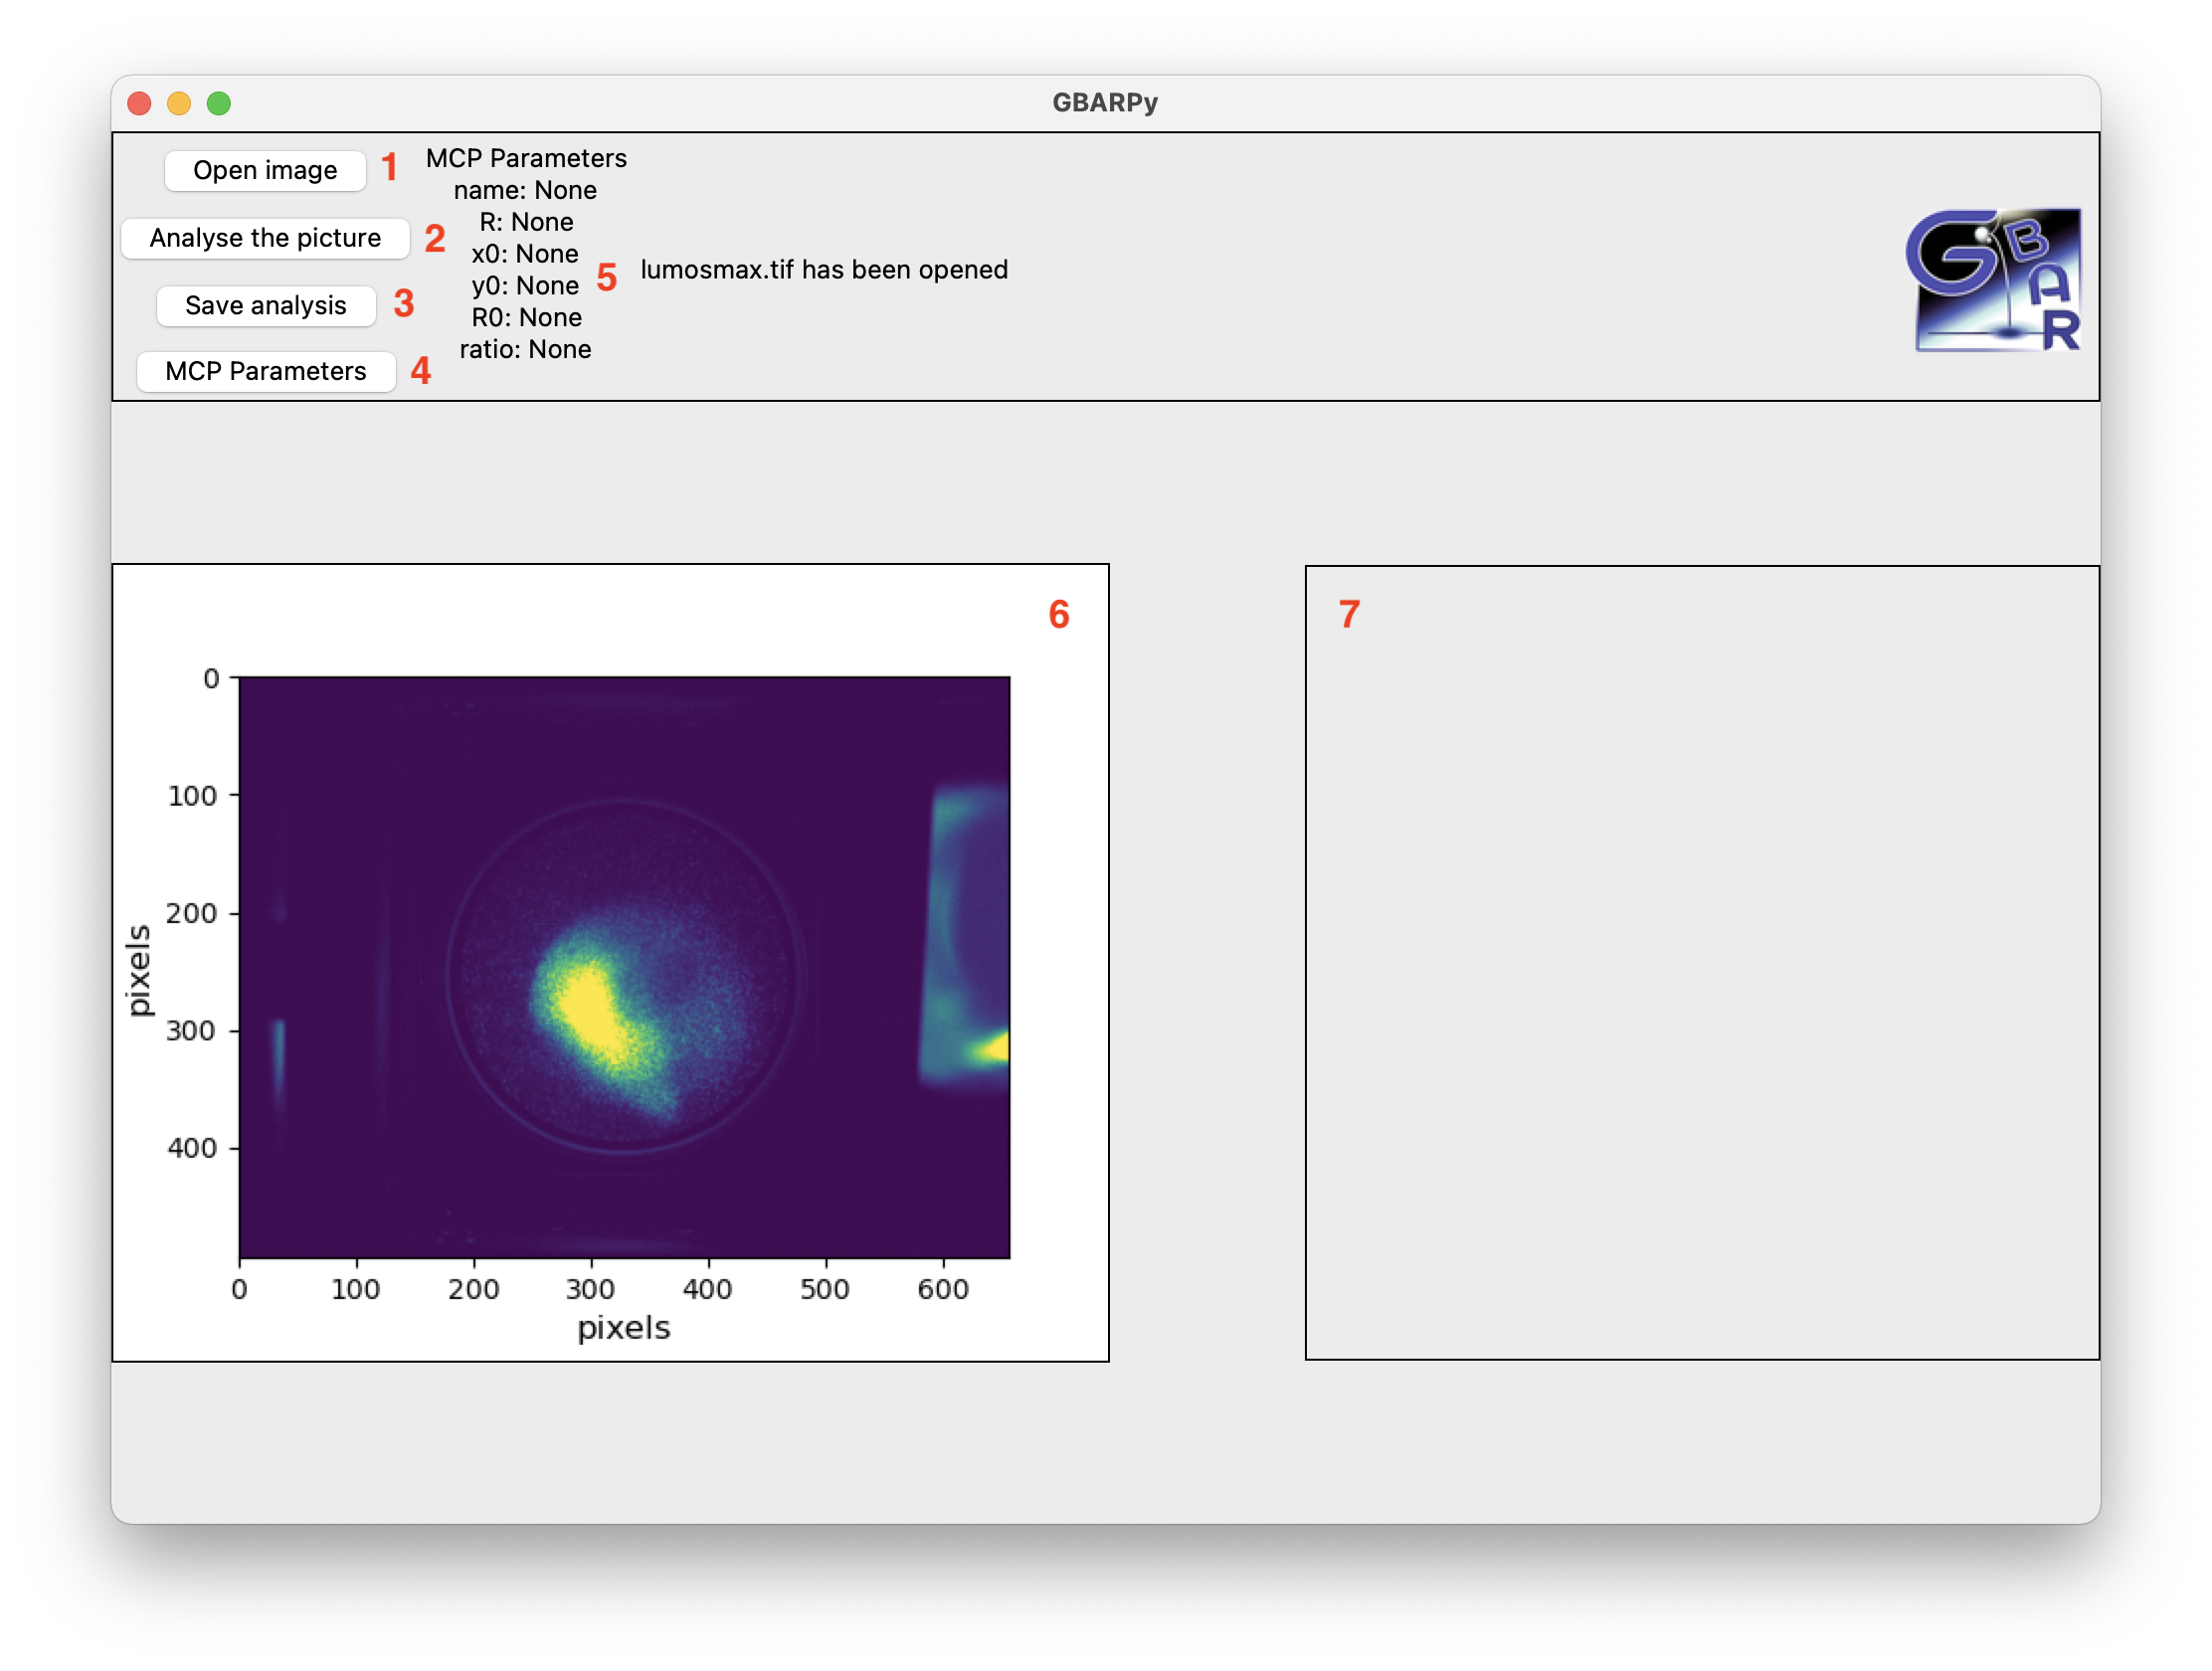 GBARPy
Open image 1
Analyse the picture 2
Save analysis 3
MCP Parameters 4
MCP Parameters
name: None
R: None
x0: None
y0: None
R0: None
ratio: None
5 lumosmax.tif has been opened
GBAR
6
0
100
200
300
400
pixels
0 100 200 300 400 500 600
pixels
7